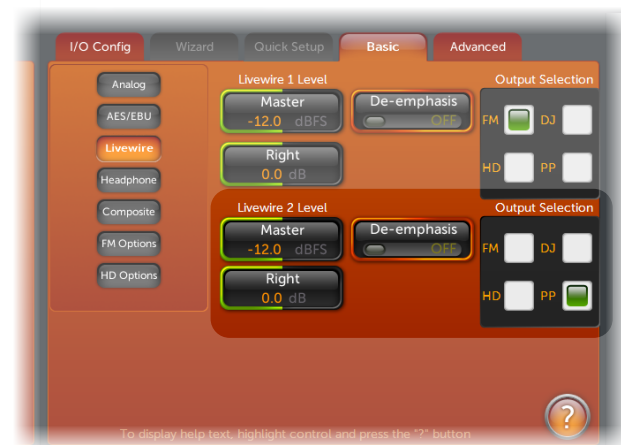 I/O Config
Wizard
Quick Setup
Basic
Advanced
Analog
AES/EBU
Livewire
Headphone
Composite
FM Options
HD Options
Livewire 1 Level
Output Selection
Master
-12.0 dBFS
De-emphasis
OFF
FM
DJ
Right
0.0 dB
HD
PP
Livewire 2 Level
Output Selection
Master
-12.0 dBFS
De-emphasis
OFF
FM
DJ
Right
0.0 dB
HD
PP
To display help text, highlight control and press the "?" button
?